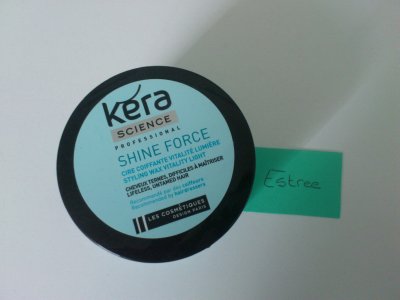 kéra
SCIENCE
PROFESSIONAL
SHINE FORCE
CIRE COIFFANTE VITALITÉ LUMIÈRE
STYLING WAX VITALITY LIGHT
CHEVEUX TERNES, DIFFICILES À MAÎTRISER
LIFELESS, UNTAMED HAIR
Recommandé par des coiffeurs
Recommended by hairdressers
LES COSMÉTIQUES
DESIGN PARIS
Estree